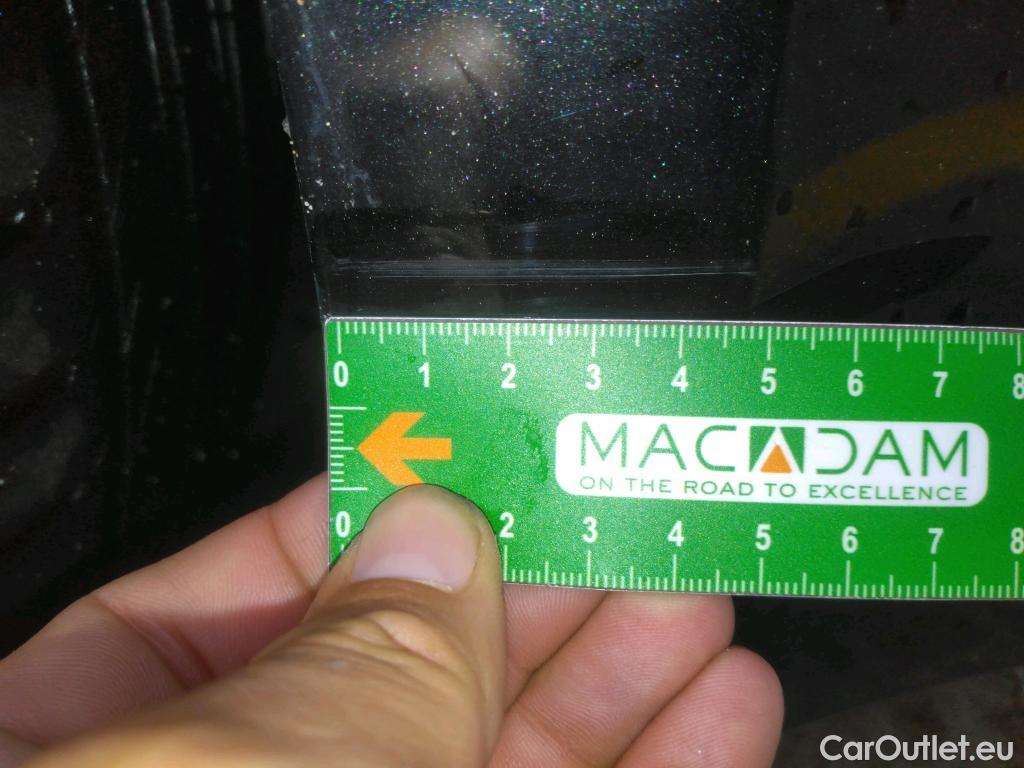 0 1 2 3 4 5 6 7 8
MACADAM
ON THE ROAD TO EXCELLENCE
0 2 3 4 5 6 7 8
CarOutlet.eu